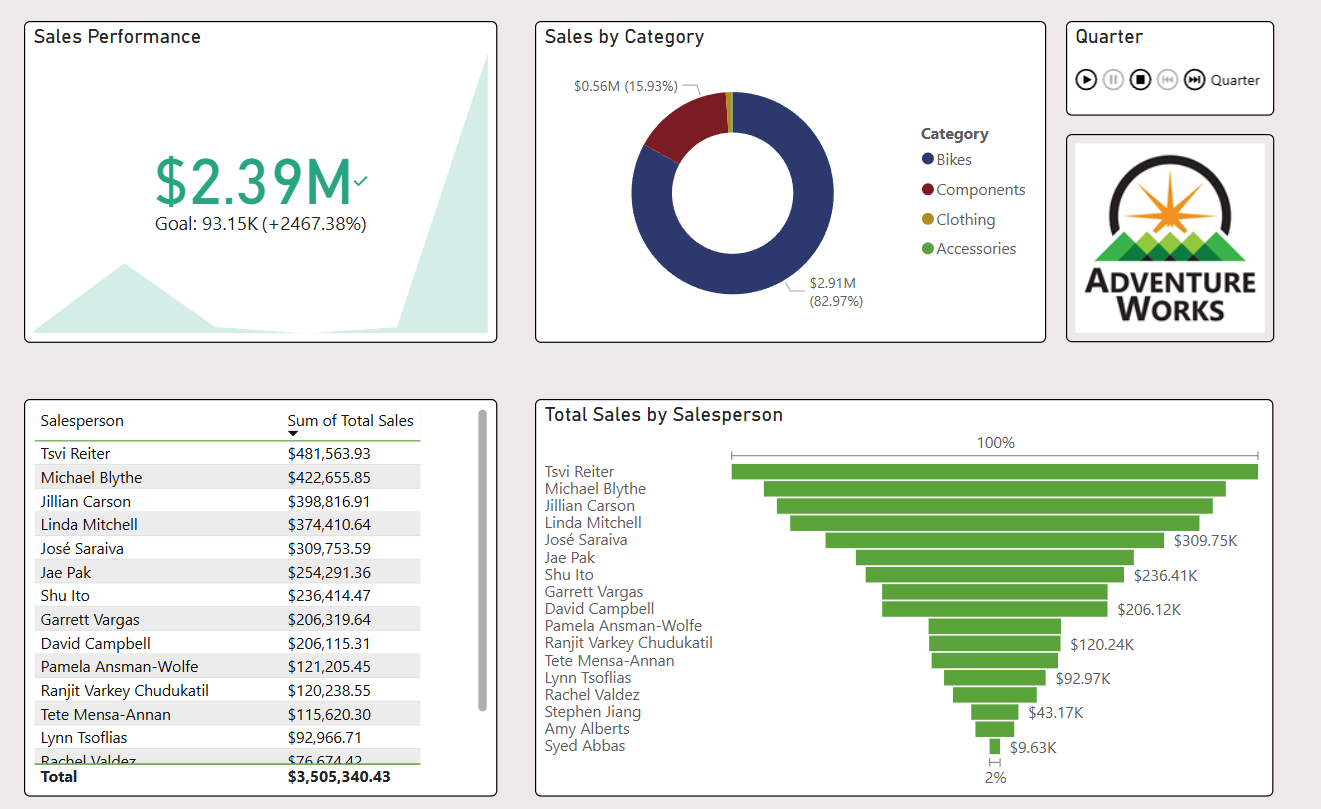 Sales Performance
$2.39M
Goal: 93.15K (+2467.38%)
Sales by Category
$0.56M (15.93%)
$2.91M
(82.97%)
Category
Bikes
Components
Clothing
Accessories
Quarter
Quarter
ADVENTURE
WORKS
Salesperson Sum of Total Sales
Tsvi Reiter $481,563.93
Michael Blythe $422,655.85
Jillian Carson $398,816.91
Linda Mitchell $374,410.64
José Saraiva $309,753.59
Jae Pak $254,291.36
Shu Ito $236,414.47
Garrett Vargas $206,319.64
David Campbell $206,115.31
Pamela Ansman-Wolfe $121,205.45
Ranjit Varkey Chudukatil $120,238.55
Tete Mensa-Annan $115,620.30
Lynn Tsoflias $92,966.71
Rachel Valdez $76,674.42
Total $3,505,340.43
Total Sales by Salesperson
100%
Tsvi Reiter
Michael Blythe
Jillian Carson
Linda Mitchell
José Saraiva $309.75K
Jae Pak
Shu Ito $236.41K
Garrett Vargas
David Campbell $206.12K
Pamela Ansman-Wolfe
Ranjit Varkey Chudukatil $120.24K
Tete Mensa-Annan
Lynn Tsoflias $92.97K
Rachel Valdez
Stephen Jiang $43.17K
Amy Alberts
Syed Abbas $9.63K
2%